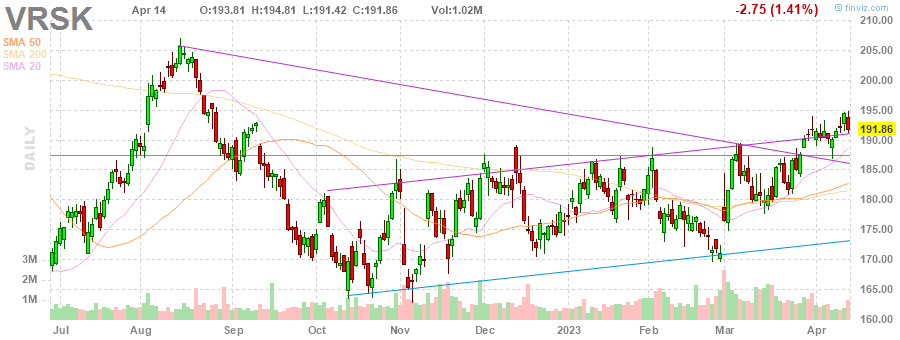 VRSK Apr 14 O:193.81 H:194.81 L:191.42 C:191.86 Vol:1.02M -2.75 (1.41%) © finviz.com
SMA 50
SMA 200
SMA 20
DAILY
210.00
205.00
200.00
195.00
191.86
190.00
185.00
180.00
175.00
170.00
165.00
160.00
3M
2M
1M
Jul Aug Sep Oct Nov Dec 2023 Feb Mar Apr